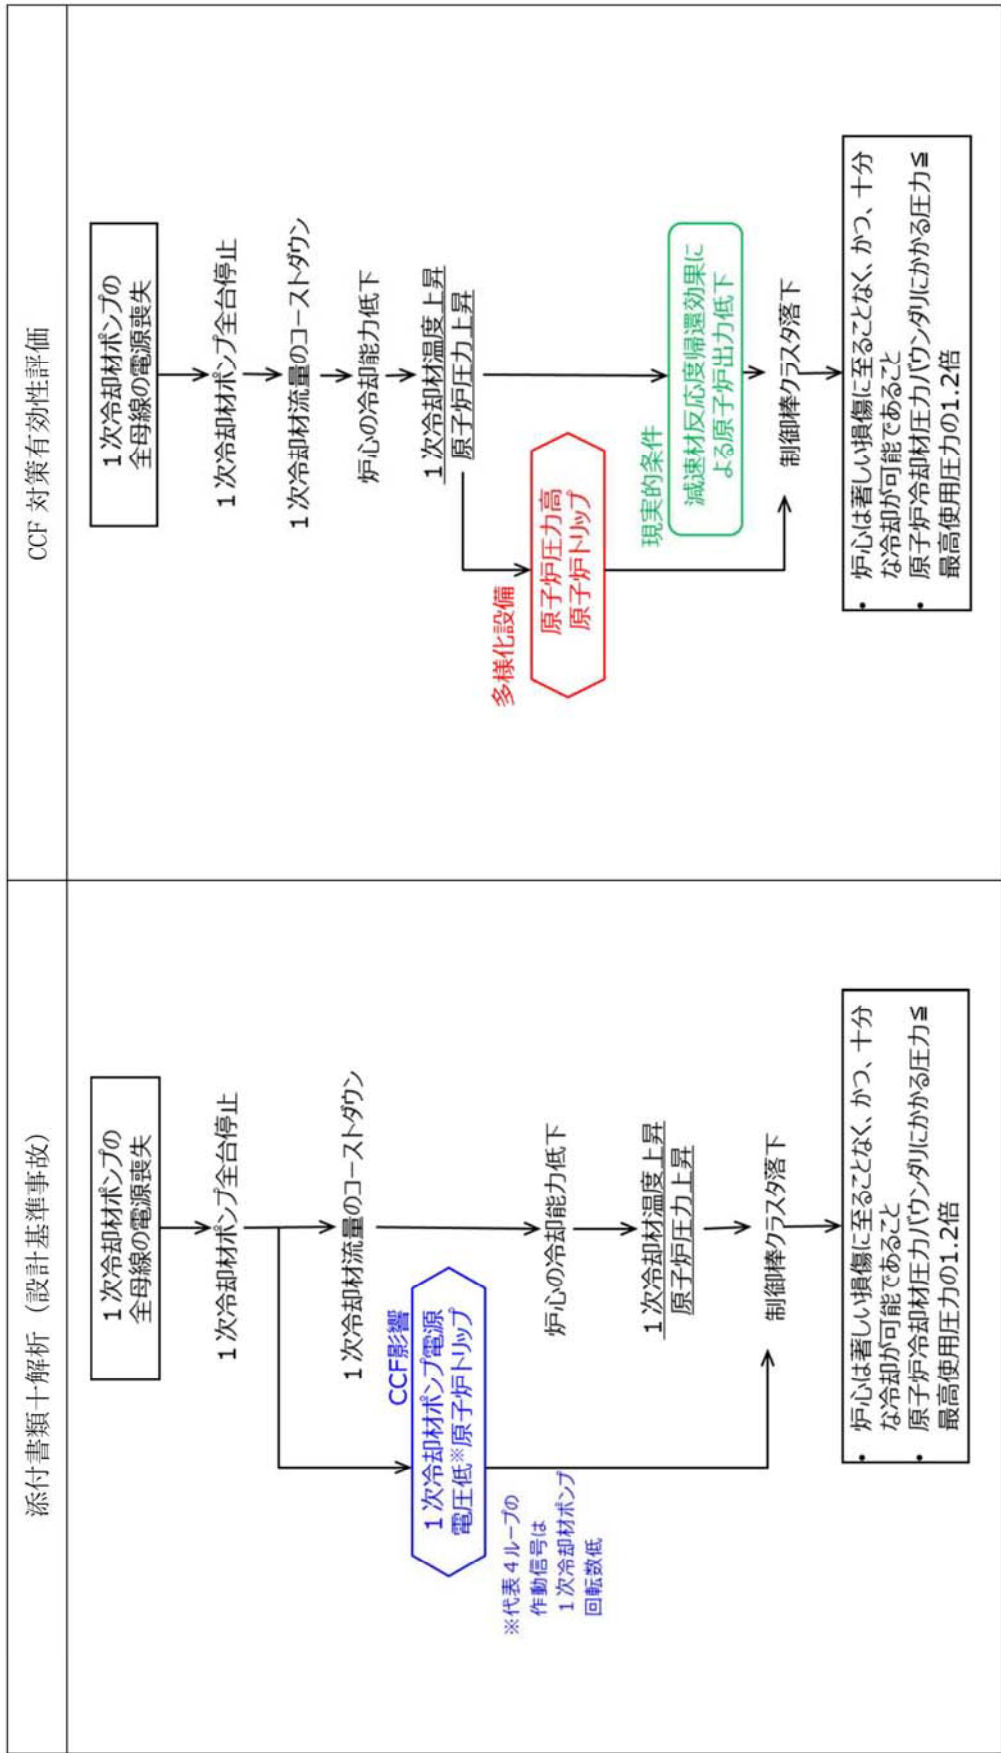 添付書類十解析（設計基準事故）
1次冷却材ポンプの
全母線の電源喪失
1次冷却材ポンプ全台停止
1次冷却材流量のコーストダウン
CCF影響
1次冷却材ポンプ電源
電圧低※原子炉トリップ
※代表4ループの
作動信号は
1次冷却材ポンプ
回転数低
炉心の冷却能力低下
1次冷却材温度上昇
原子炉圧力上昇
制御棒クラスタ落下
• 炉心は著しい損傷に至ることなく、かつ、十分
な冷却が可能であること
• 原子炉冷却材圧力バウンダリにかかる圧力≦
最高使用圧力の1.2倍
CCF 対策有効性評価
1次冷却材ポンプの
全母線の電源喪失
1次冷却材ポンプ全台停止
1次冷却材流量のコーストダウン
炉心の冷却能力低下
1次冷却材温度上昇
原子炉圧力上昇
多様化設備
原子炉圧力高
原子炉トリップ
現実的条件
減速材反応度帰還効果に
よる原子炉出力低下
制御棒クラスタ落下
• 炉心は著しい損傷に至ることなく、かつ、十分
な冷却が可能であること
• 原子炉冷却材圧力バウンダリにかかる圧力≦
最高使用圧力の1.2倍